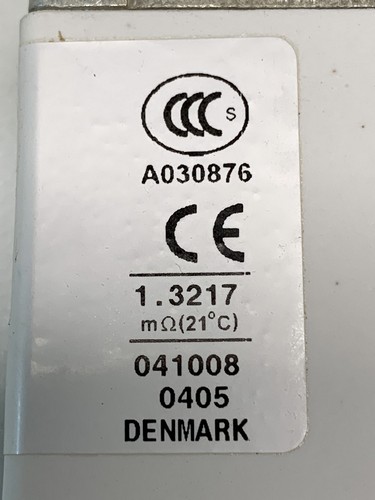 CCC S
A030876
CE
1.3217
mΩ(21°C)
041008
0405
DENMARK